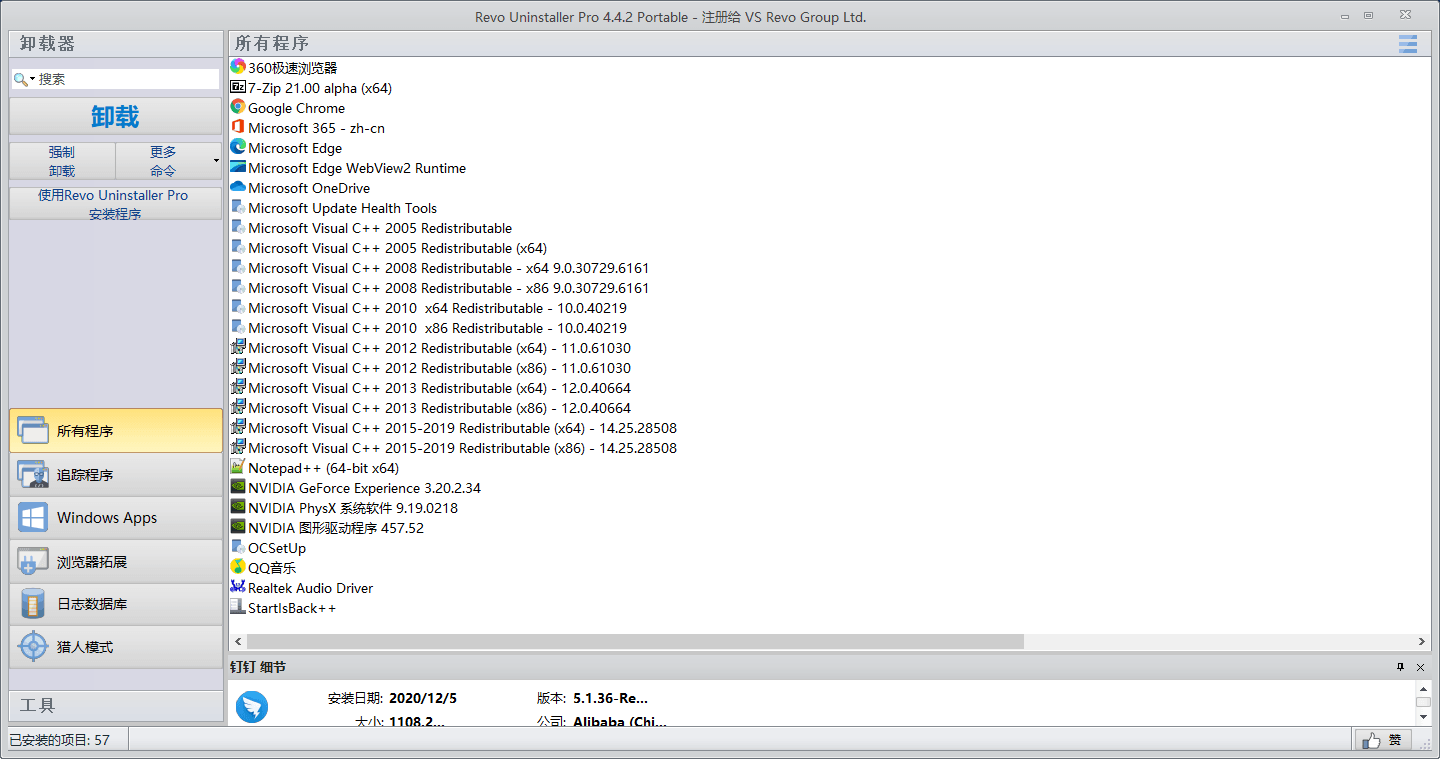 Revo Uninstaller Pro 4.4.2 Portable - 注册给 VS Revo Group Ltd.
卸载器
搜索
卸载
强制
卸载
更多
命令
使用Revo Uninstaller Pro
安装程序
所有程序
追踪程序
Windows Apps
浏览器拓展
日志数据库
猎人模式
工具
所有程序
360极速浏览器
7-Zip 21.00 alpha (x64)
Google Chrome
Microsoft 365 - zh-cn
Microsoft Edge
Microsoft Edge WebView2 Runtime
Microsoft OneDrive
Microsoft Update Health Tools
Microsoft Visual C++ 2005 Redistributable
Microsoft Visual C++ 2005 Redistributable (x64)
Microsoft Visual C++ 2008 Redistributable - x64 9.0.30729.6161
Microsoft Visual C++ 2008 Redistributable - x86 9.0.30729.6161
Microsoft Visual C++ 2010  x64 Redistributable - 10.0.40219
Microsoft Visual C++ 2010  x86 Redistributable - 10.0.40219
Microsoft Visual C++ 2012 Redistributable (x64) - 11.0.61030
Microsoft Visual C++ 2012 Redistributable (x86) - 11.0.61030
Microsoft Visual C++ 2013 Redistributable (x64) - 12.0.40664
Microsoft Visual C++ 2013 Redistributable (x86) - 12.0.40664
Microsoft Visual C++ 2015-2019 Redistributable (x64) - 14.25.28508
Microsoft Visual C++ 2015-2019 Redistributable (x86) - 14.25.28508
Notepad++ (64-bit x64)
NVIDIA GeForce Experience 3.20.2.34
NVIDIA PhysX 系统软件 9.19.0218
NVIDIA 图形驱动程序 457.52
OCSetUp
QQ音乐
Realtek Audio Driver
StartIsBack++
钉钉 细节
安装日期: 2020/12/5 版本: 5.1.36-Re...
大小: 1108.2... 公司: Alibaba (Chi...
已安装的项目: 57
赞